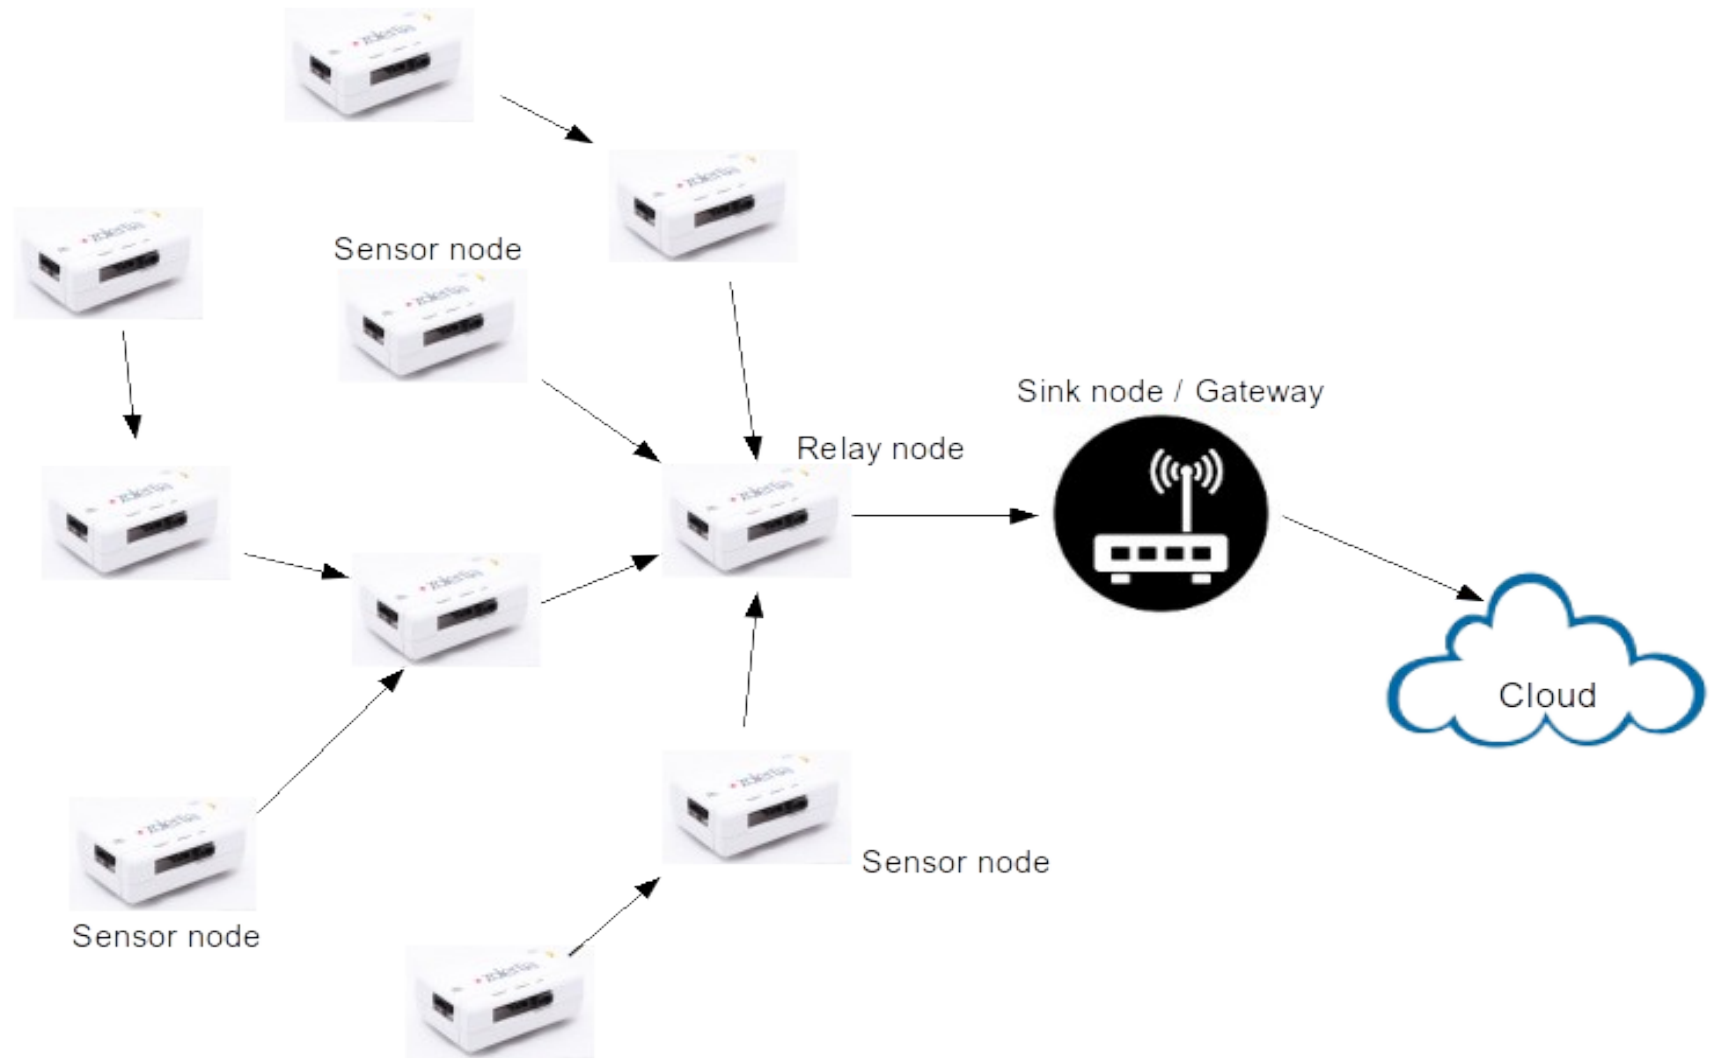 Sensor node
Sink node / Gateway
Relay node
Cloud
Sensor node
Sensor node